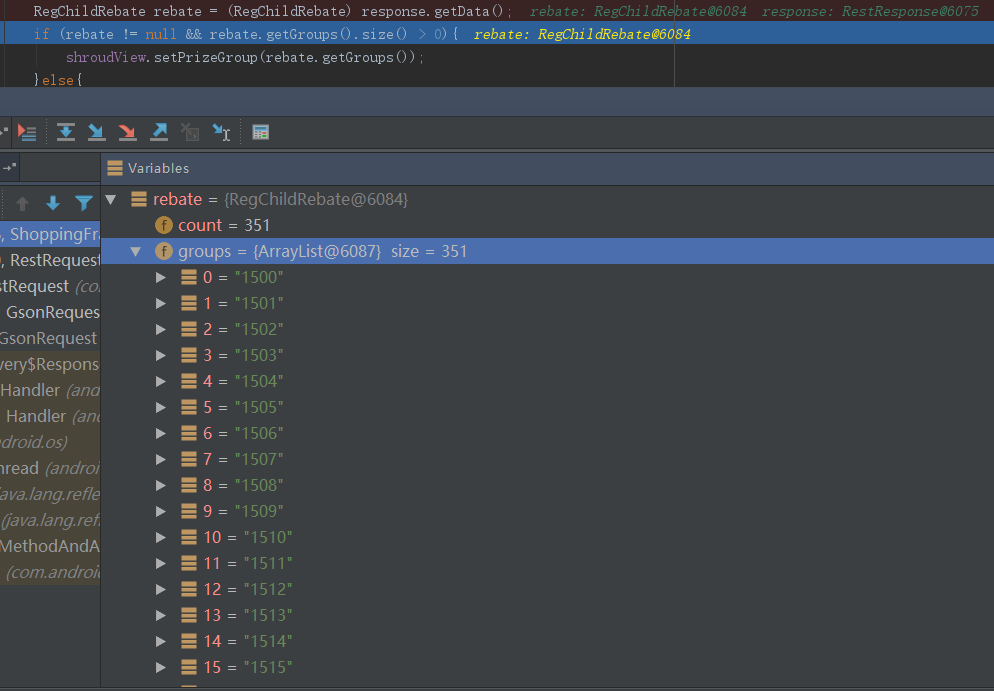 RegChildRebate rebate = (RegChildRebate) response.getData();  rebate: RegChildRebate@6084  response: RestResponse@6075
if (rebate != null && rebate.getGroups().size() > 0){  rebate: RegChildRebate@6084
shroudView.setPrizeGroup(rebate.getGroups());
}else{
Variables
rebate = {RegChildRebate@6084}
count = 351
, ShoppingFra
groups = {ArrayList@6087}  size = 351
, RestRequest
0 = "1500"
stRequest (co
1 = "1501"
GsonReques
2 = "1502"
GsonRequest
3 = "1503"
very$Respons
4 = "1504"
Handler (and
5 = "1505"
Handler (anc
6 = "1506"
droid.os)
7 = "1507"
hread (androi
8 = "1508"
java.lang.refle
9 = "1509"
(java.lang.refl
10 = "1510"
MethodAndA
11 = "1511"
(com.android
12 = "1512"
13 = "1513"
14 = "1514"
15 = "1515"